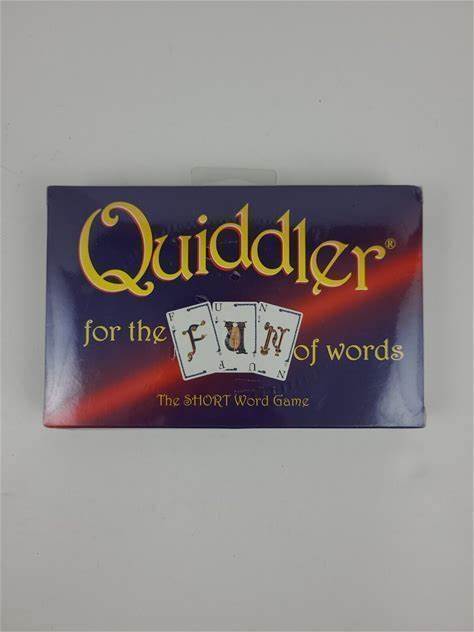 Quiddler®
for the FUN of words
The SHORT Word Game